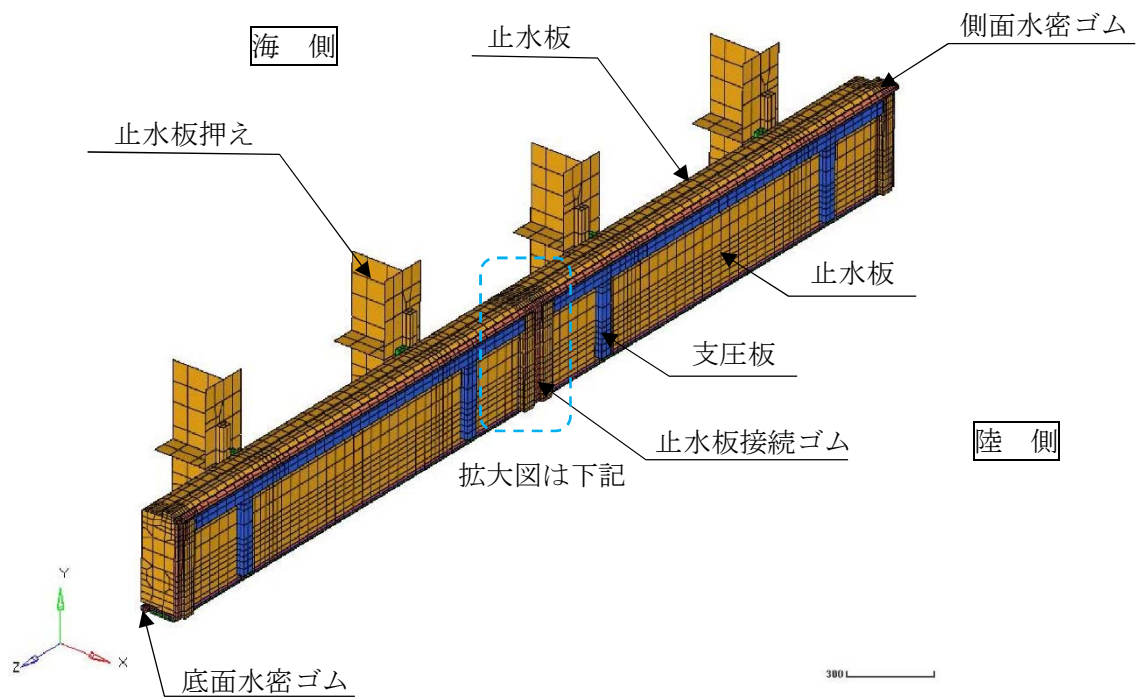 海 側
止水板
側面水密ゴム
止水板押え
止水板
支圧板
止水板接続ゴム
陸 側
拡大図は下記
Y
Z
X
底面水密ゴム
300